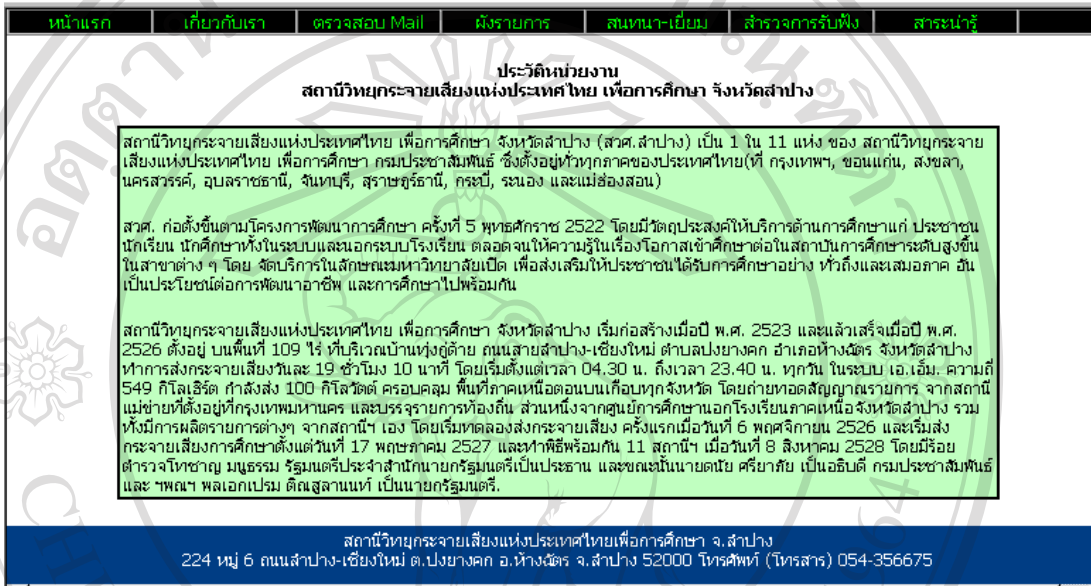 หน้าแรก เกี่ยวกับเรา ตรวจสอบ Mail ผังรายการ สนทนา-เยี่ยม สำรวจการรับฟัง สาระน่ารู้
ประวัติหน่วยงาน
สถานีวิทยุกระจายเสียงแห่งประเทศไทย เพื่อการศึกษา จังหวัดลำปาง
สถานีวิทยุกระจายเสียงแห่งประเทศไทย เพื่อการศึกษา จังหวัดลำปาง (สวศ.ลำปาง) เป็น 1 ใน 11 แห่ง ของ สถานีวิทยุกระจาย
เสียงแห่งประเทศไทย เพื่อการศึกษา กรมประชาสัมพันธ์ ซึ่งตั้งอยู่ทั่วทุกภาคของประเทศไทย(ที่ กรุงเทพฯ, ขอนแก่น, สงขลา,
นครสวรรค์, อุบลราชธานี, จันทบุรี, สุราษฎร์ธานี, กระบี่, ระนอง และแม่ฮ่องสอน)
สวศ. ก่อตั้งขึ้นตามโครงการพัฒนาการศึกษา ครั้งที่ 5 พุทธศักราช 2522 โดยมีวัตถุประสงค์ให้บริการด้านการศึกษาแก่ ประชาชน
นักเรียน นักศึกษาทั้งในระบบและนอกระบบโรงเรียน ตลอดจนให้ความรู้ในเรื่องโอกาสเข้าศึกษาต่อในสถาบันการศึกษาระดับสูงขึ้น
ในสาขาต่าง ๆ โดย จัดบริการในลักษณะมหาวิทยาลัยเปิด เพื่อส่งเสริมให้ประชาชนได้รับการศึกษาอย่าง ทั่วถึงและเสมอภาค อัน
เป็นประโยชน์ต่อการพัฒนาอาชีพ และการศึกษาไปพร้อมกัน
สถานีวิทยุกระจายเสียงแห่งประเทศไทย เพื่อการศึกษา จังหวัดลำปาง เริ่มก่อสร้างเมื่อปี พ.ศ. 2523 และแล้วเสร็จเมื่อปี พ.ศ.
2526 ตั้งอยู่ บนพื้นที่ 109 ไร่ ที่บริเวณบ้านทุ่งกู่ด้าย ถนนสายลำปาง-เชียงใหม่ ตำบลปงยางคก อำเภอห้างฉัตร จังหวัดลำปาง
ทำการส่งกระจายเสียงวันละ 19 ชั่วโมง 10 นาที โดยเริ่มตั้งแต่เวลา 04.30 น. ถึงเวลา 23.40 น. ทุกวัน ในระบบ เอ.เอ็ม. ความถี่
549 กิโลเฮิร์ต กำลังส่ง 100 กิโลวัตต์ ครอบคลุม พื้นที่ภาคเหนือตอนบนเกือบทุกจังหวัด โดยถ่ายทอดสัญญาณรายการ จากสถานี
แม่ข่ายที่ตั้งอยู่ที่กรุงเทพมหานคร และบรรจุรายการท้องถิ่น ส่วนหนึ่งจากศูนย์การศึกษานอกโรงเรียนภาคเหนือจังหวัดลำปาง รวม
ทั้งมีการผลิตรายการต่างๆ จากสถานีฯ เอง โดยเริ่มทดลองส่งกระจายเสียง ครั้งแรกเมื่อวันที่ 6 พฤศจิกายน 2526 และเริ่มส่ง
กระจายเสียงการศึกษาตั้งแต่วันที่ 17 พฤษภาคม 2527 และทำพิธีพร้อมกัน 11 สถานีฯ เมื่อวันที่ 8 สิงหาคม 2528 โดยมีร้อย
ตำรวจโทชาญ มนูธรรม รัฐมนตรีประจำสำนักนายกรัฐมนตรีเป็นประธาน และขณะนั้นนายดนัย ศรียาภัย เป็นอธิบดี กรมประชาสัมพันธ์
และ ฯพณฯ พลเอกเปรม ติณสูลานนท์ เป็นนายกรัฐมนตรี.
สถานีวิทยุกระจายเสียงแห่งประเทศไทยเพื่อการศึกษา จ.ลำปาง
224 หมู่ 6 ถนนลำปาง-เชียงใหม่ ต.ปงยางคก อ.ห้างฉัตร จ.ลำปาง 52000 โทรศัพท์ (โทรสาร) 054-356675